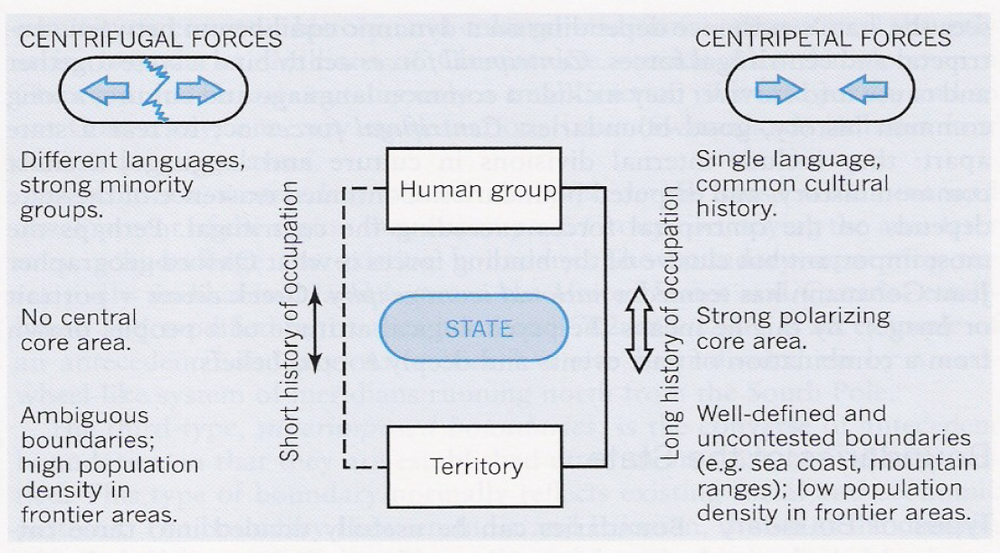 CENTRIFUGAL FORCES
Different languages,
strong minority
groups.
No central
core area.
Ambiguous
boundaries;
high population
density in
frontier areas.
Short history of occupation
Human group
STATE
Territory
Long history of occupation
CENTRIPETAL FORCES
Single language,
common cultural
history.
Strong polarizing
core area.
Well-defined and
uncontested boundaries
(e.g. sea coast, mountain
ranges); low population
density in frontier areas.